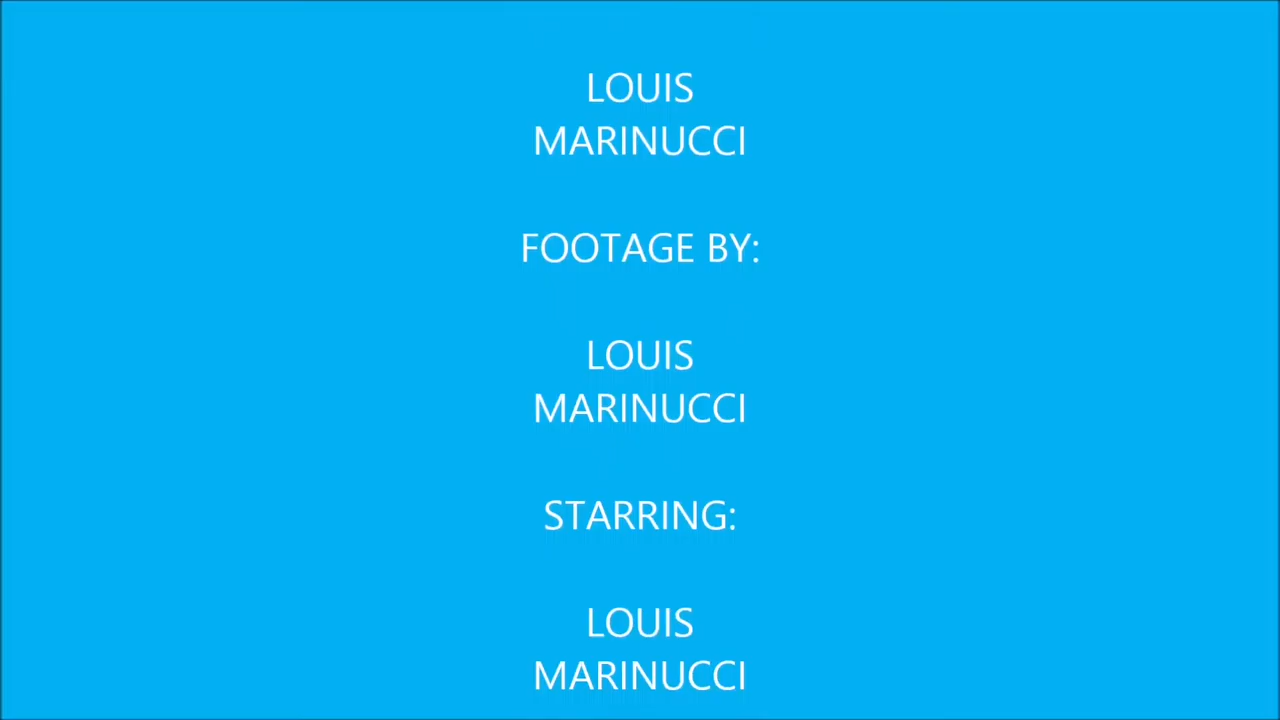 LOUIS
MARINUCCI
FOOTAGE BY:
LOUIS
MARINUCCI
STARRING:
LOUIS
MARINUCCI